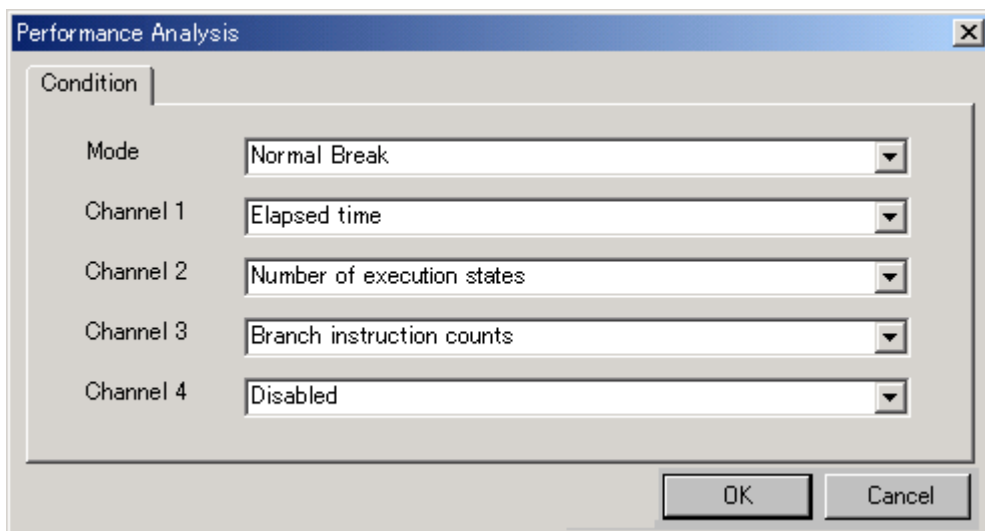 Performance Analysis
Condition
Mode Normal Break
Channel 1 Elapsed time
Channel 2 Number of execution states
Channel 3 Branch instruction counts
Channel 4 Disabled
OK Cancel